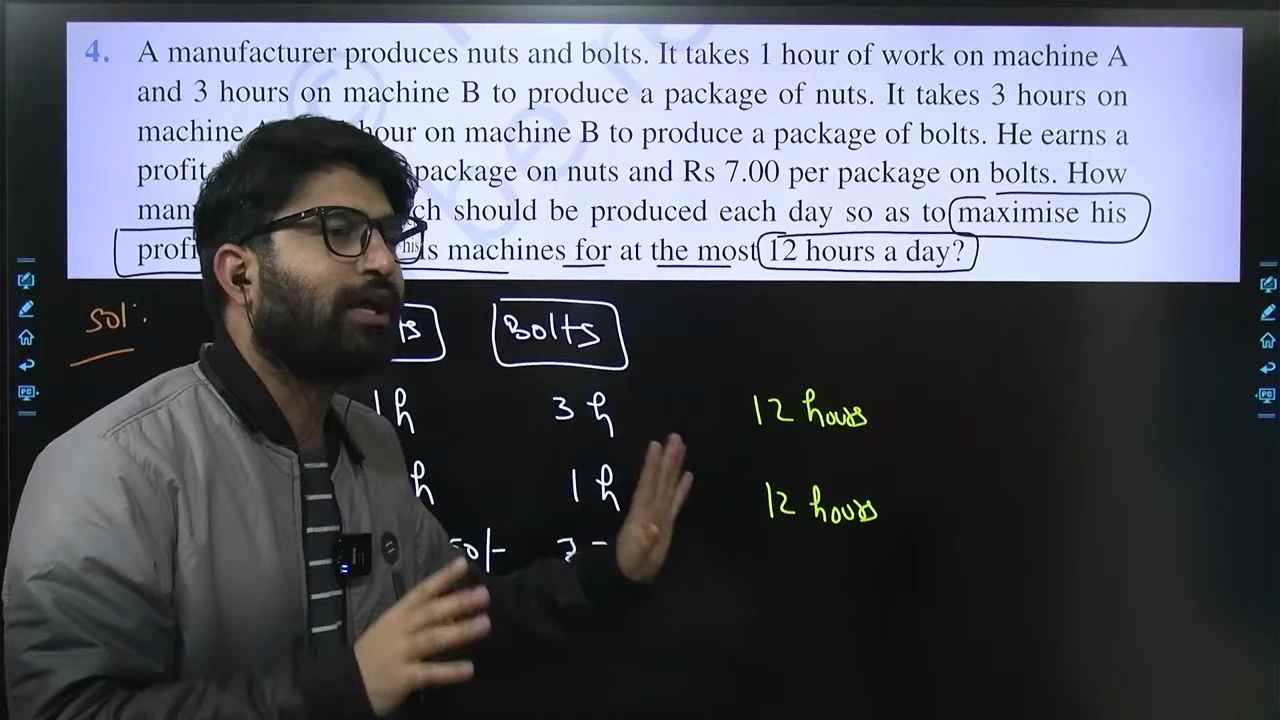 4. A manufacturer produces nuts and bolts. It takes 1 hour of work on machine A
and 3 hours on machine B to produce a package of nuts. It takes 3 hours on
machine hour on machine B to produce a package of bolts. He earns a
profit package on nuts and Rs 7.00 per package on bolts. How
should be produced each day so as to maximise his
his machines for at the most 12 hours a day?
sol:
Bolts
1h 3 h 12 hours
h 1 h 12 hours
50/- 7 -